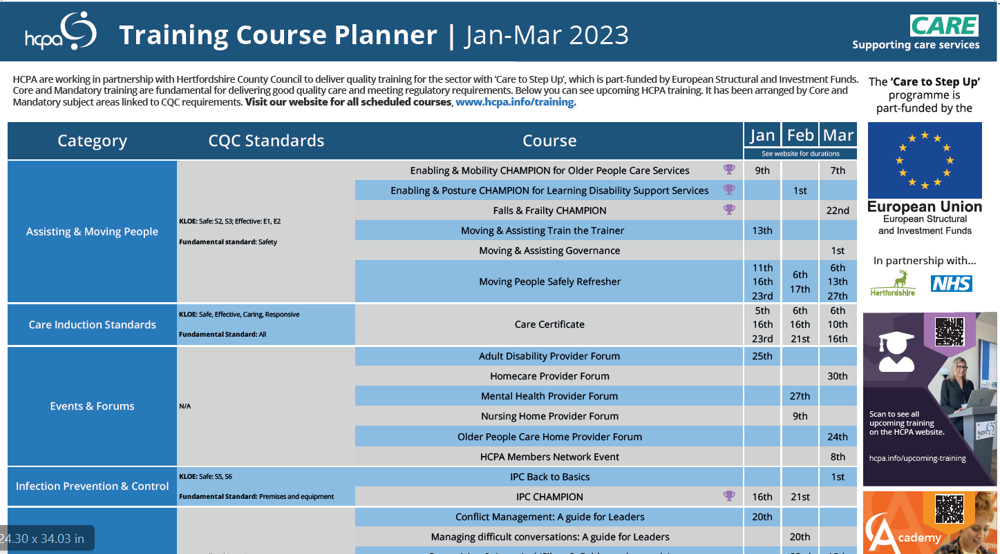 hcpa
Training Course Planner | Jan-Mar 2023
CARE
Supporting care services
HCPA are working in partnership with Hertfordshire County Council to deliver quality training for the sector with ‘Care to Step Up’, which is part-funded by European Structural and Investment Funds.
Core and Mandatory training are fundamental for delivering good quality care and meeting regulatory requirements. Below you can see upcoming HCPA training. It has been arranged by Core and
Mandatory subject areas linked to CQC requirements. Visit our website for all scheduled courses, www.hcpa.info/training.
The ‘Care to Step Up’
programme is
part-funded by the
Category CQC Standards Course Jan Feb Mar
See website for durations
Assisting & Moving People
KLOE: Safe: S2, S3; Effective: E1, E2
Fundamental standard: Safety
Enabling & Mobility CHAMPION for Older People Care Services 9th 7th
Enabling & Posture CHAMPION for Learning Disability Support Services 1st
Falls & Frailty CHAMPION 22nd
Moving & Assisting Train the Trainer 13th
Moving & Assisting Governance 1st
Moving People Safely Refresher
11th 6th 6th
16th 17th 13th
23rd 27th
Care Induction Standards
KLOE: Safe, Effective, Caring, Responsive
Fundamental Standard: All
Care Certificate
5th 6th 6th
16th 16th 10th
23rd 21st 16th
Events & Forums
N/A
Adult Disability Provider Forum 25th
Homecare Provider Forum 30th
Mental Health Provider Forum 27th
Nursing Home Provider Forum 9th
Older People Care Home Provider Forum 24th
HCPA Members Network Event 8th
Infection Prevention & Control
KLOE: Safe: S5, S6
Fundamental Standard: Premises and equipment
IPC Back to Basics 1st
IPC CHAMPION 16th 21st
Conflict Management: A guide for Leaders 20th
Managing difficult conversations: A guide for Leaders 20th
24.30 x 34.03 in
European Union
European Structural
and Investment Funds
In partnership with...
Hertfordshire
NHS
Scan to see all
upcoming training
on the HCPA website.
hcpa.info/upcoming-training
hcpa
Academy